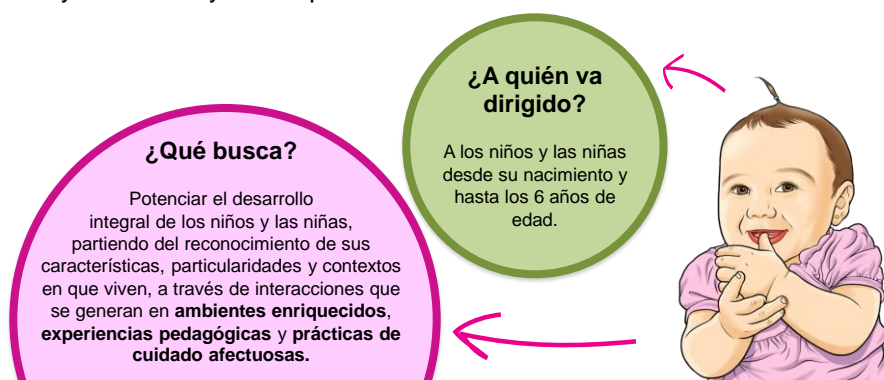 ¿A quién va
dirigido?
A los niños y las niñas
desde su nacimiento y
hasta los 6 años de
edad.
¿Qué busca?
Potenciar el desarrollo
integral de los niños y las niñas,
partiendo del reconocimiento de sus
características, particularidades y contextos
en que viven, a través de interacciones que
se generan en ambientes enriquecidos,
experiencias pedagógicas y prácticas de
cuidado afectuosas.